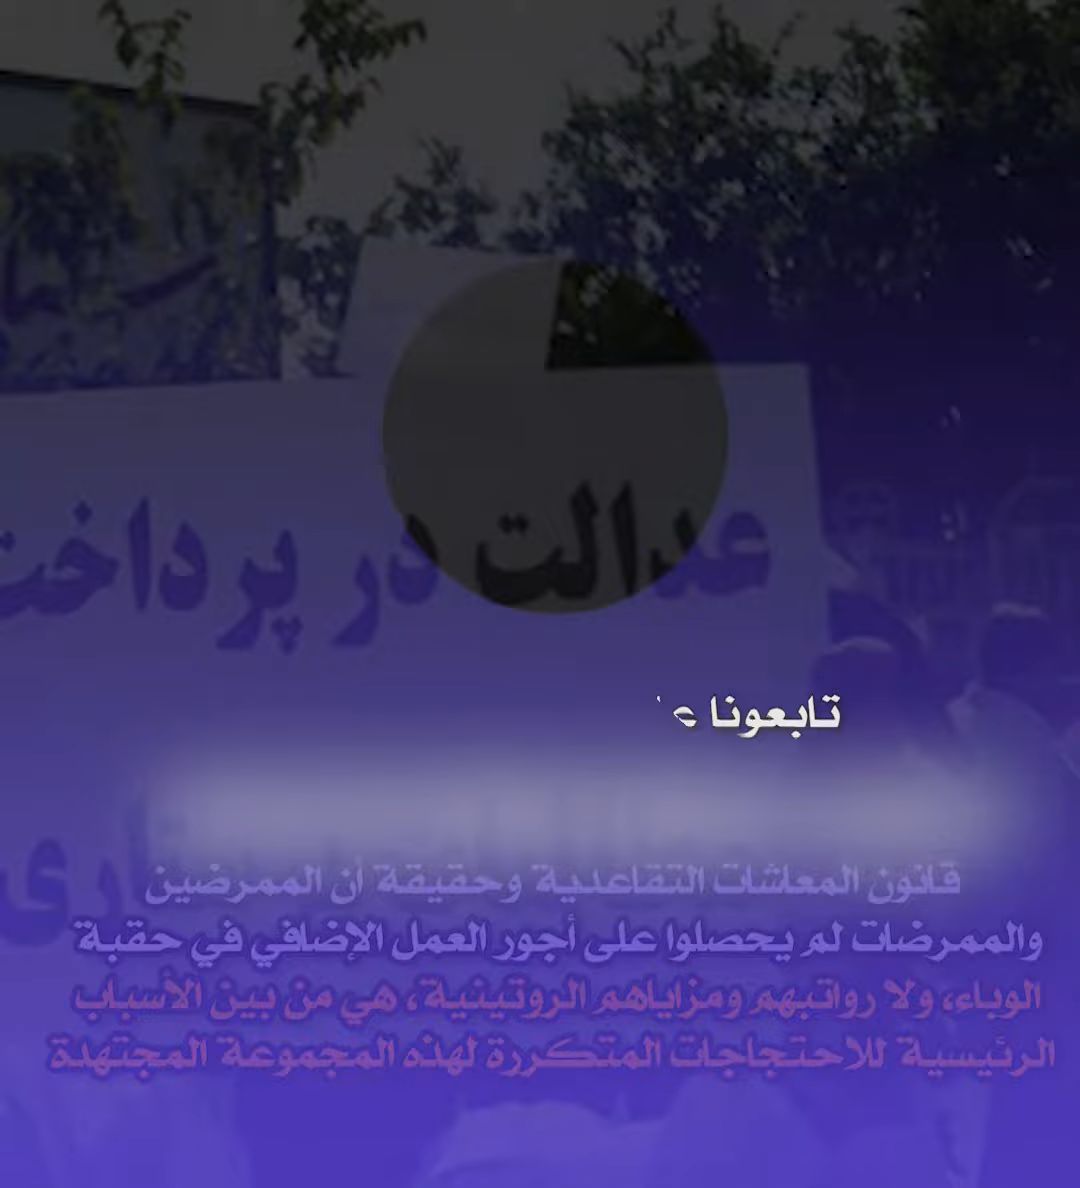 عدالت در پرداخت
تابعونا
قانون المعاشات التقاعدية وحقيقة أن الممرضين
والممرضات لم يحصلوا على أجور العمل الإضافي في حقبة
الوباء، ولا رواتبهم ومزاياهم الروتينية، هي من بين الأسباب
الرئيسية للاحتجاجات المتكررة لهذه المجموعة المجتهدة